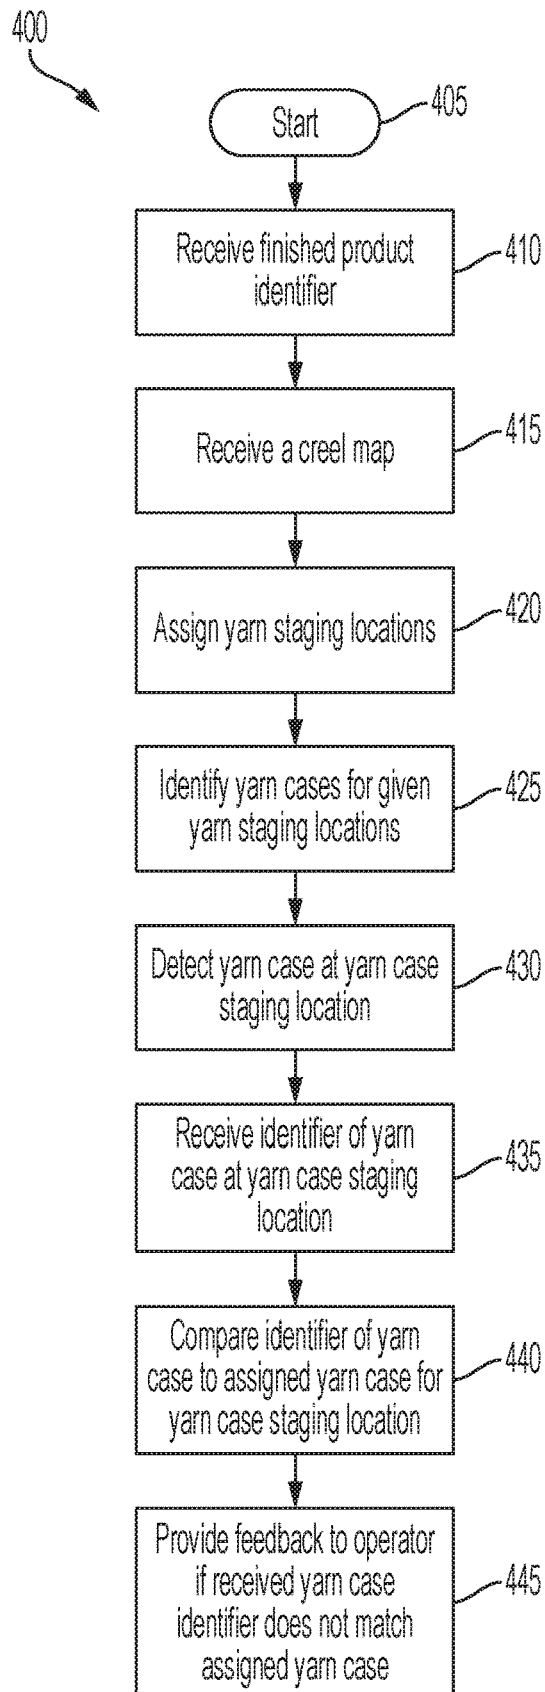 400
Start
405
Receive finished product
identifier
410
Receive a creel map
415
Assign yarn staging locations
420
Identify yarn cases for given
yarn staging locations
425
Detect yarn case at yarn case
staging location
430
Receive identifier of yarn
case at yarn case staging
location
435
Compare identifier of yarn
case to assigned yarn case for
yarn case staging location
440
Provide feedback to operator
if received yarn case
identifier does not match
assigned yarn case
445